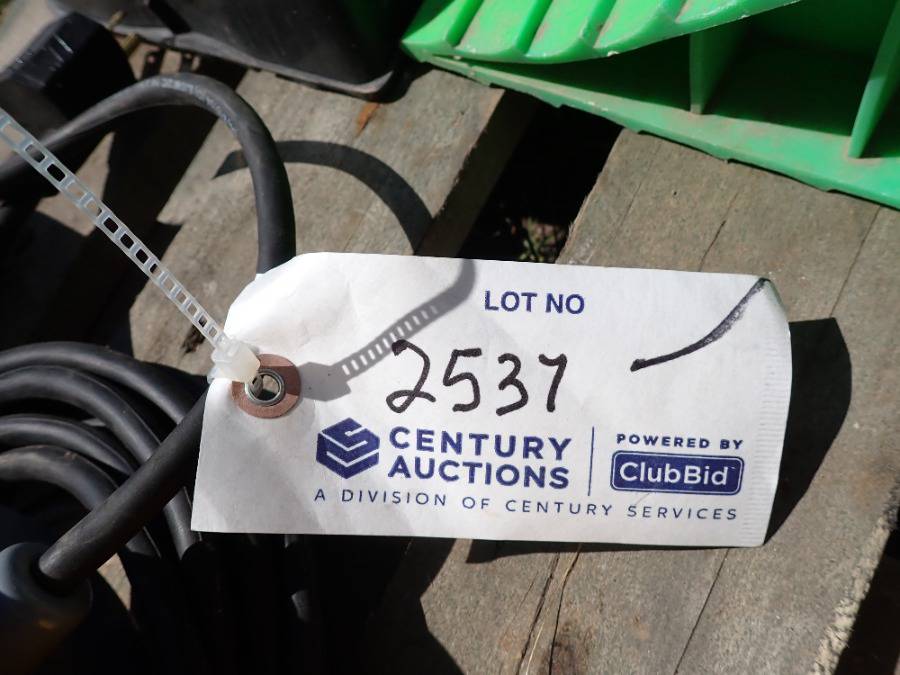 LOT NO
2537
CENTURY
AUCTIONS
POWERED BY
ClubBid
A DIVISION OF CENTURY SERVICES